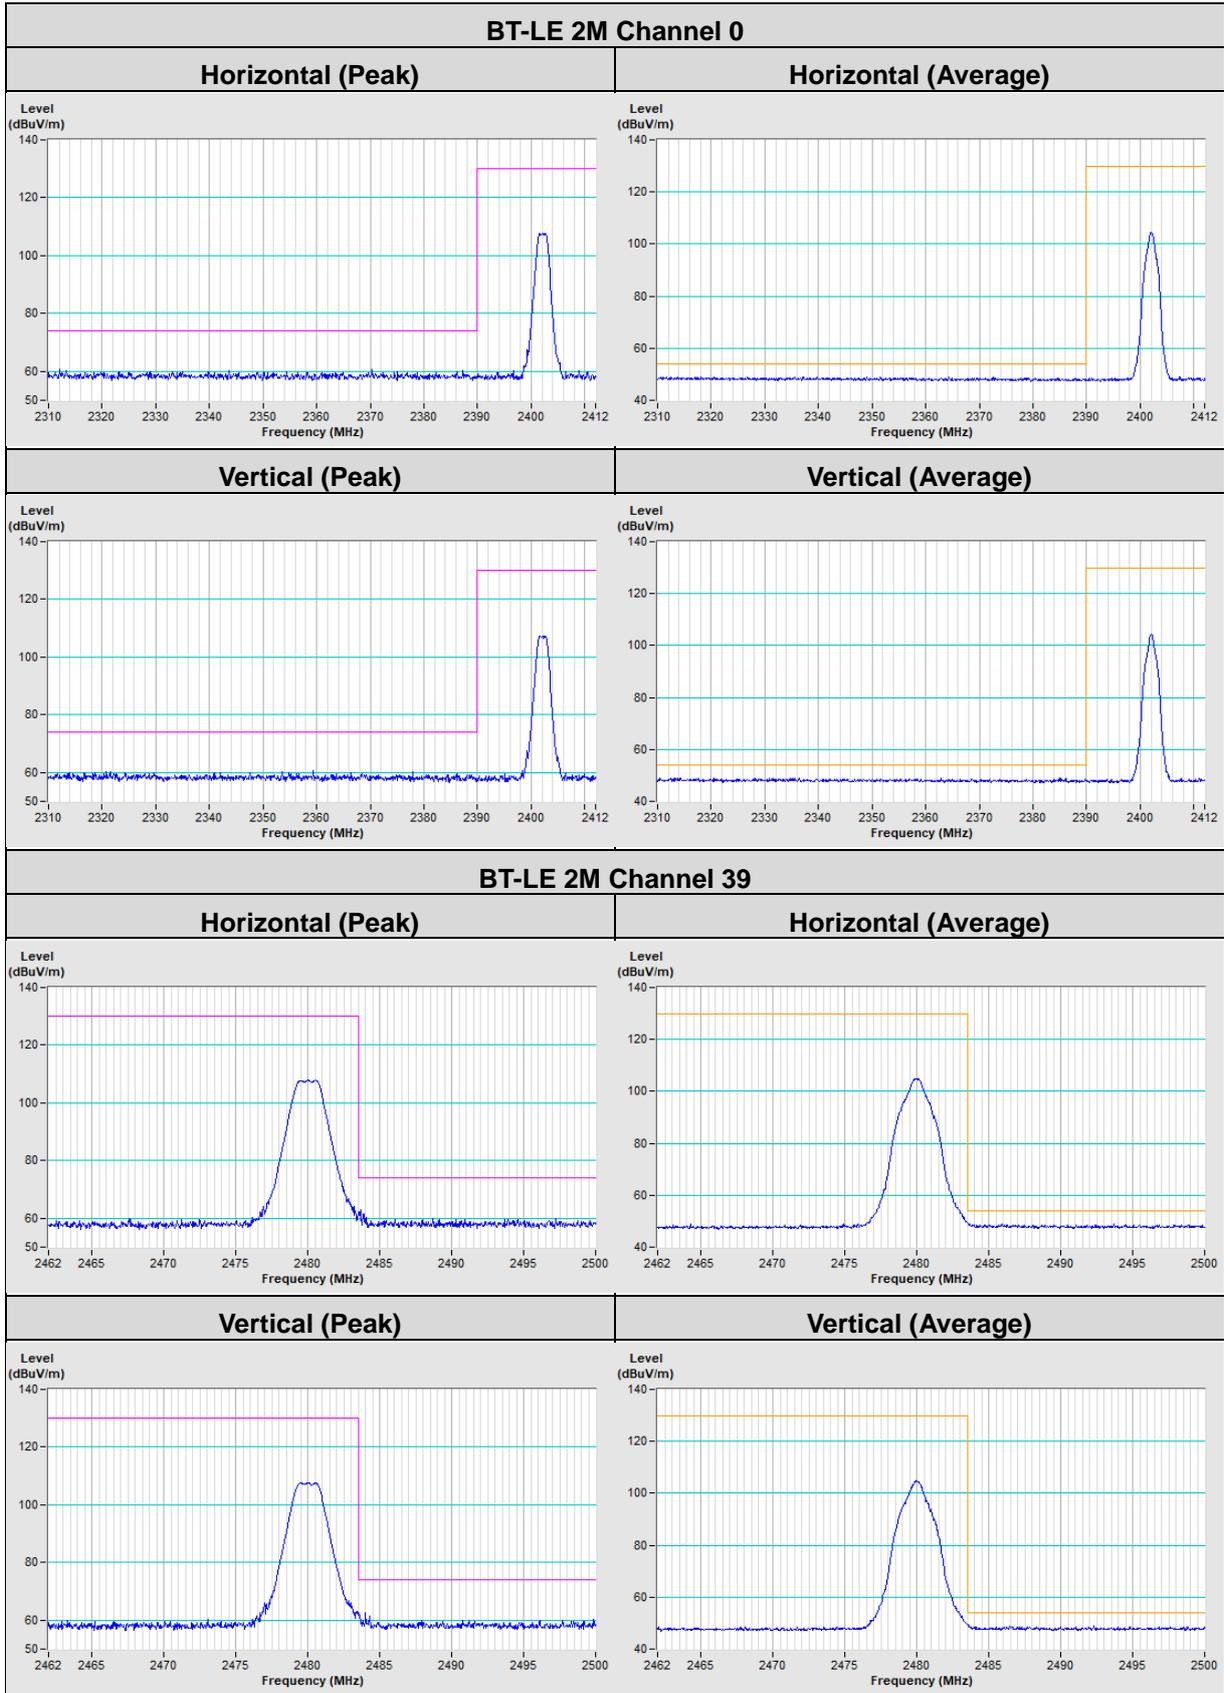 BT-LE 2M Channel 0
Horizontal (Peak)
Horizontal (Average)
Level
(dBuV/m)
140
120
100
80
60
50
2310 2320 2330 2340 2350 2360 2370 2380 2390 2400 2412
Frequency (MHz)
Level
(dBuV/m)
140
120
100
80
60
40
2310 2320 2330 2340 2350 2360 2370 2380 2390 2400 2412
Frequency (MHz)
Vertical (Peak)
Vertical (Average)
Level
(dBuV/m)
140
120
100
80
60
50
2310 2320 2330 2340 2350 2360 2370 2380 2390 2400 2412
Frequency (MHz)
Level
(dBuV/m)
140
120
100
80
60
40
2310 2320 2330 2340 2350 2360 2370 2380 2390 2400 2412
Frequency (MHz)
BT-LE 2M Channel 39
Horizontal (Peak)
Horizontal (Average)
Level
(dBuV/m)
140
120
100
80
60
50
2462 2465 2470 2475 2480 2485 2490 2495 2500
Frequency (MHz)
Level
(dBuV/m)
140
120
100
80
60
40
2462 2465 2470 2475 2480 2485 2490 2495 2500
Frequency (MHz)
Vertical (Peak)
Vertical (Average)
Level
(dBuV/m)
140
120
100
80
60
50
2462 2465 2470 2475 2480 2485 2490 2495 2500
Frequency (MHz)
Level
(dBuV/m)
140
120
100
80
60
40
2462 2465 2470 2475 2480 2485 2490 2495 2500
Frequency (MHz)